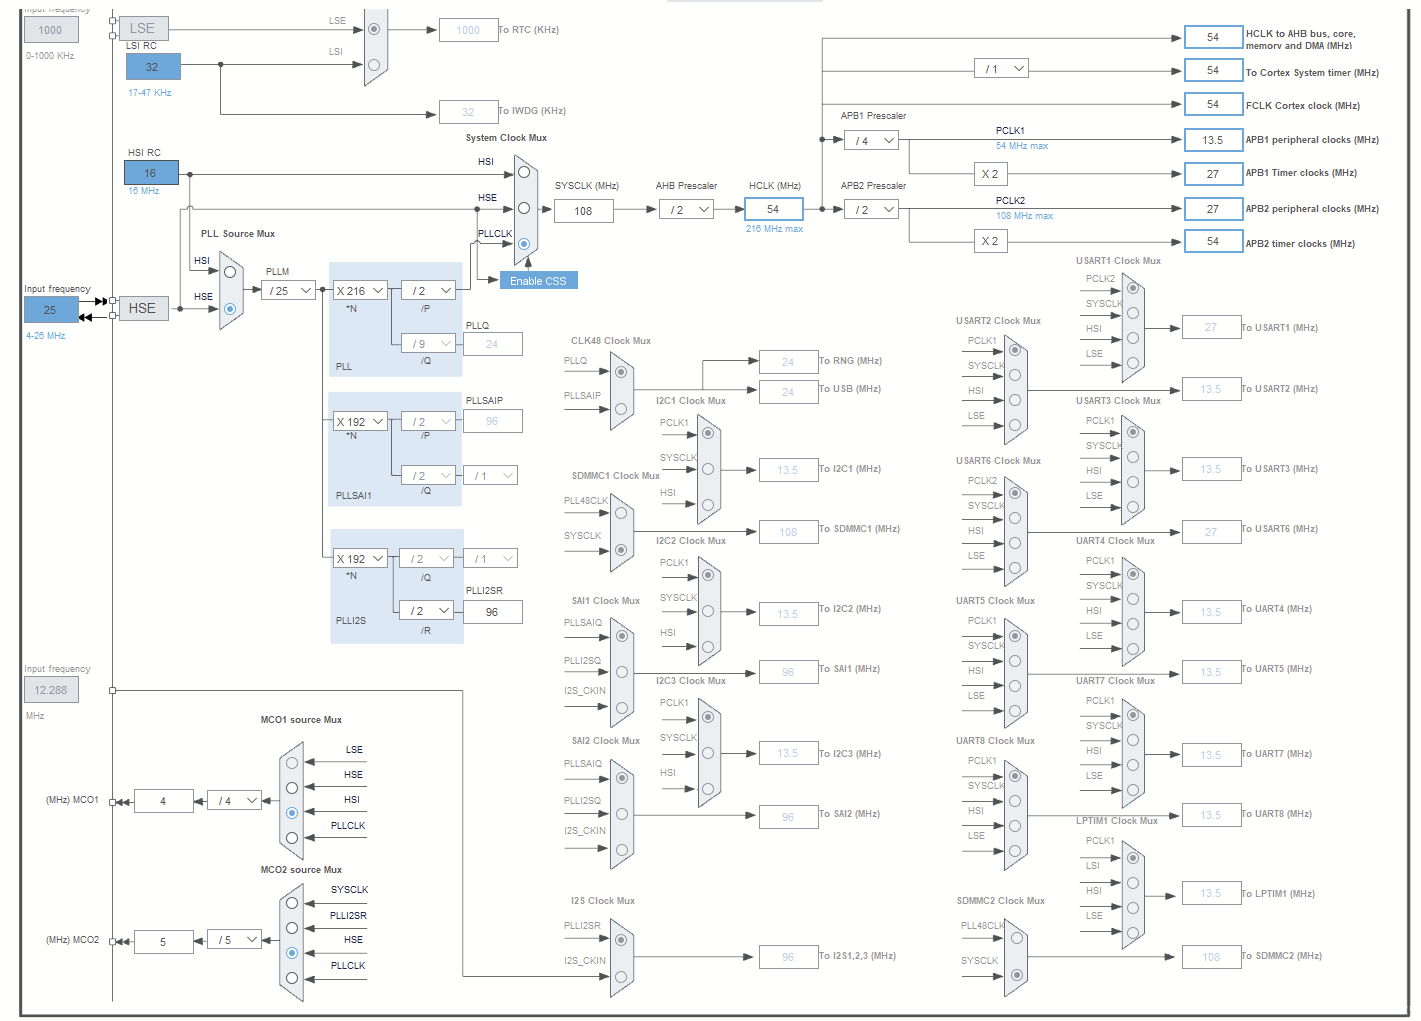 Input frequency
1000
0-1000 KHz
LSE
LSE
LSI
1000
To RTC (KHz)
LSI RC
32
17-47 KHz
32
To IWDG (KHz)
54
HCLK to AHB bus, core,
memory and DMA (MHz)
/ 1
54
To Cortex System timer (MHz)
54
FCLK Cortex clock (MHz)
APB1 Prescaler
/ 4
PCLK1
54 MHz max
13.5
APB1 peripheral clocks (MHz)
X 2
27
APB1 Timer clocks (MHz)
System Clock Mux
HSI RC
16
16 MHz
HSI
HSE
PLLCLK
SYSCLK (MHz)
108
AHB Prescaler
/ 2
HCLK (MHz)
54
216 MHz max
APB2 Prescaler
/ 2
PCLK2
108 MHz max
27
APB2 peripheral clocks (MHz)
X 2
54
APB2 timer clocks (MHz)
Enable CSS
PLL Source Mux
HSI
HSE
Input frequency
25
4-26 MHz
HSE
PLLM
/ 25
X 216
*N
/ 2
/P
PLLQ
/ 9
24
/Q
PLL
PLLSAIP
X 192
*N
/ 2
/P
96
/ 2
/ 1
/Q
PLLSAI1
X 192
*N
/ 2
/ 1
/Q
PLLI2SR
/ 2
96
/R
PLLI2S
CLK48 Clock Mux
PLLQ
PLLSAIP
24
To RNG (MHz)
24
To USB (MHz)
I2C1 Clock Mux
PCLK1
SYSCLK
HSI
13.5
To I2C1 (MHz)
SDMMC1 Clock Mux
PLL48CLK
SYSCLK
108
To SDMMC1 (MHz)
I2C2 Clock Mux
PCLK1
SYSCLK
HSI
13.5
To I2C2 (MHz)
SAI1 Clock Mux
PLLSAIQ
PLLI2SQ
I2S_CKIN
96
To SAI1 (MHz)
I2C3 Clock Mux
PCLK1
SYSCLK
HSI
13.5
To I2C3 (MHz)
SAI2 Clock Mux
PLLSAIQ
PLLI2SQ
I2S_CKIN
96
To SAI2 (MHz)
I2S Clock Mux
PLLI2SR
I2S_CKIN
96
To I2S1,2,3 (MHz)
USART1 Clock Mux
PCLK2
SYSCLK
HSI
LSE
27
To USART1 (MHz)
USART2 Clock Mux
PCLK1
SYSCLK
HSI
LSE
13.5
To USART2 (MHz)
USART3 Clock Mux
PCLK1
SYSCLK
HSI
LSE
13.5
To USART3 (MHz)
USART6 Clock Mux
PCLK2
SYSCLK
HSI
LSE
27
To USART6 (MHz)
UART4 Clock Mux
PCLK1
SYSCLK
HSI
LSE
13.5
To UART4 (MHz)
UART5 Clock Mux
PCLK1
SYSCLK
HSI
LSE
13.5
To UART5 (MHz)
UART7 Clock Mux
PCLK1
SYSCLK
HSI
LSE
13.5
To UART7 (MHz)
UART8 Clock Mux
PCLK1
SYSCLK
HSI
LSE
13.5
To UART8 (MHz)
LPTIM1 Clock Mux
PCLK1
LSI
HSI
LSE
13.5
To LPTIM1 (MHz)
SDMMC2 Clock Mux
PLL48CLK
SYSCLK
108
To SDMMC2 (MHz)
Input frequency
12.288
MHz
MCO1 source Mux
LSE
HSE
HSI
PLLCLK
(MHz) MCO1
4
/ 4
MCO2 source Mux
SYSCLK
PLLI2SR
HSE
PLLCLK
(MHz) MCO2
5
/ 5